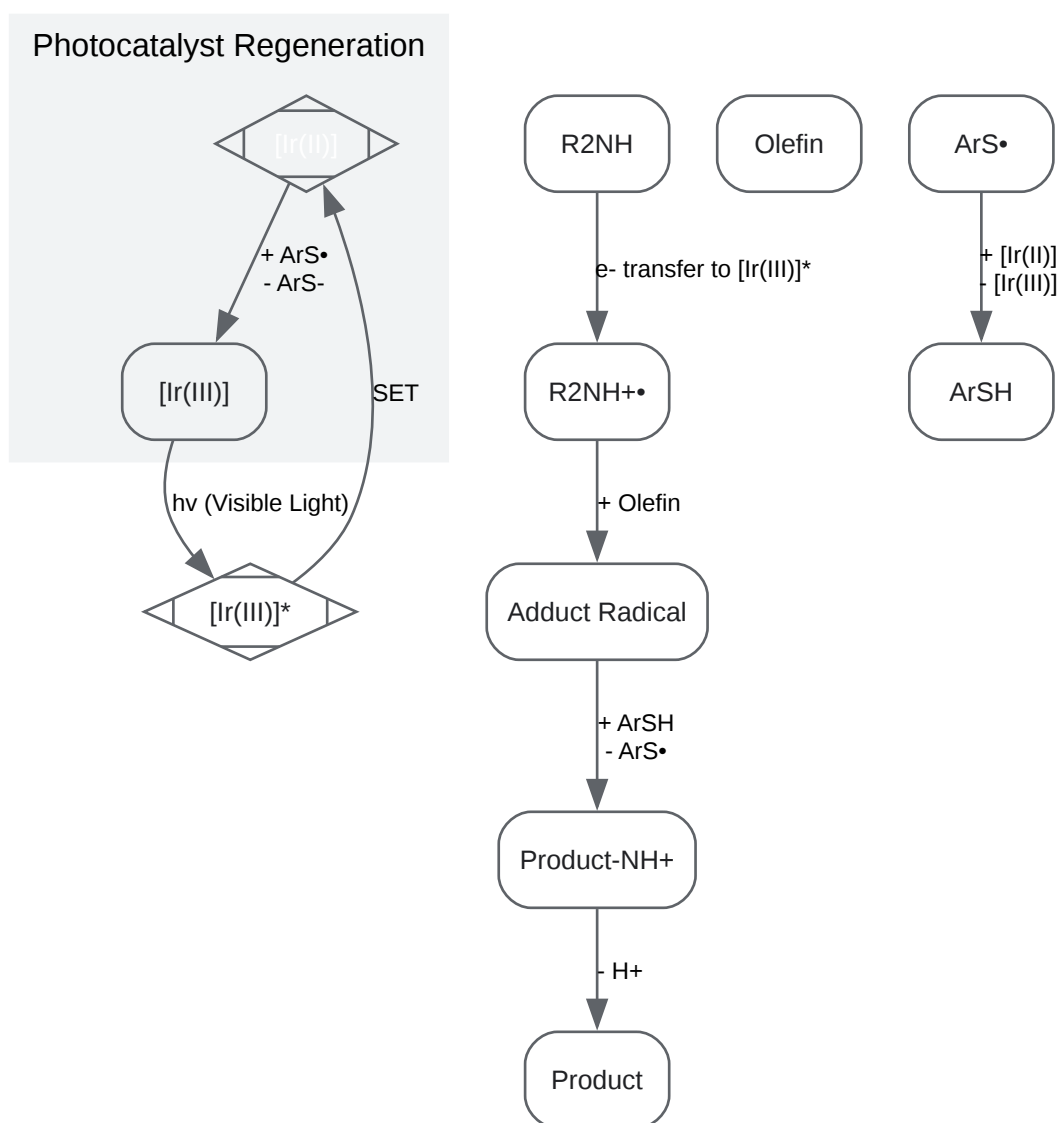 Photocatalyst Regeneration
[Ir(II)]
R2NH
Olefin
ArS•
+ ArS•
- ArS-
e- transfer to [Ir(III)]*
+ [Ir(II)]
- [Ir(III)]
[Ir(III)]
SET
R2NH+•
ArSH
hv (Visible Light)
+ Olefin
[Ir(III)]*
Adduct Radical
+ ArSH
- ArS•
Product-NH+
- H+
Product